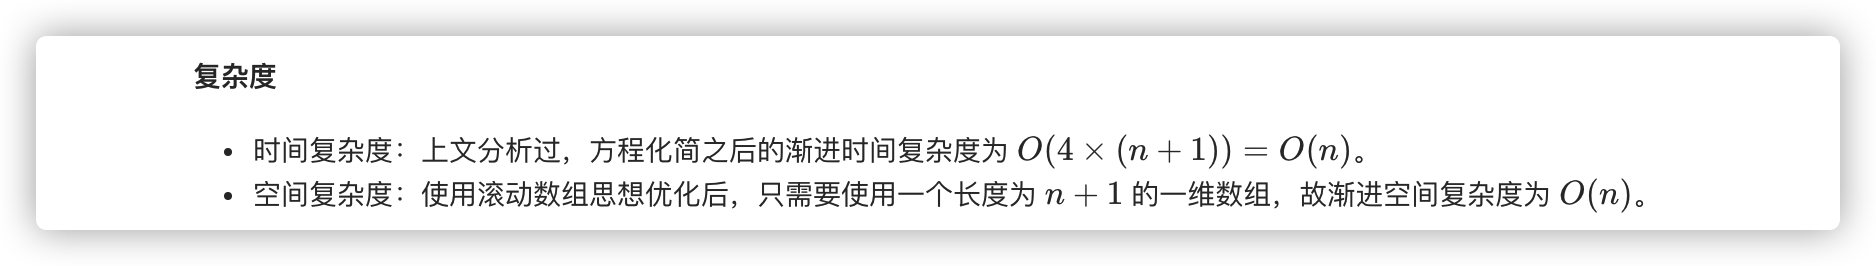 复杂度
• 时间复杂度：上文分析过，方程化简之后的渐进时间复杂度为 O(4 × (n + 1)) = O(n)。
• 空间复杂度：使用滚动数组思想优化后，只需要使用一个长度为 n + 1 的一维数组，故渐进空间复杂度为 O(n)。